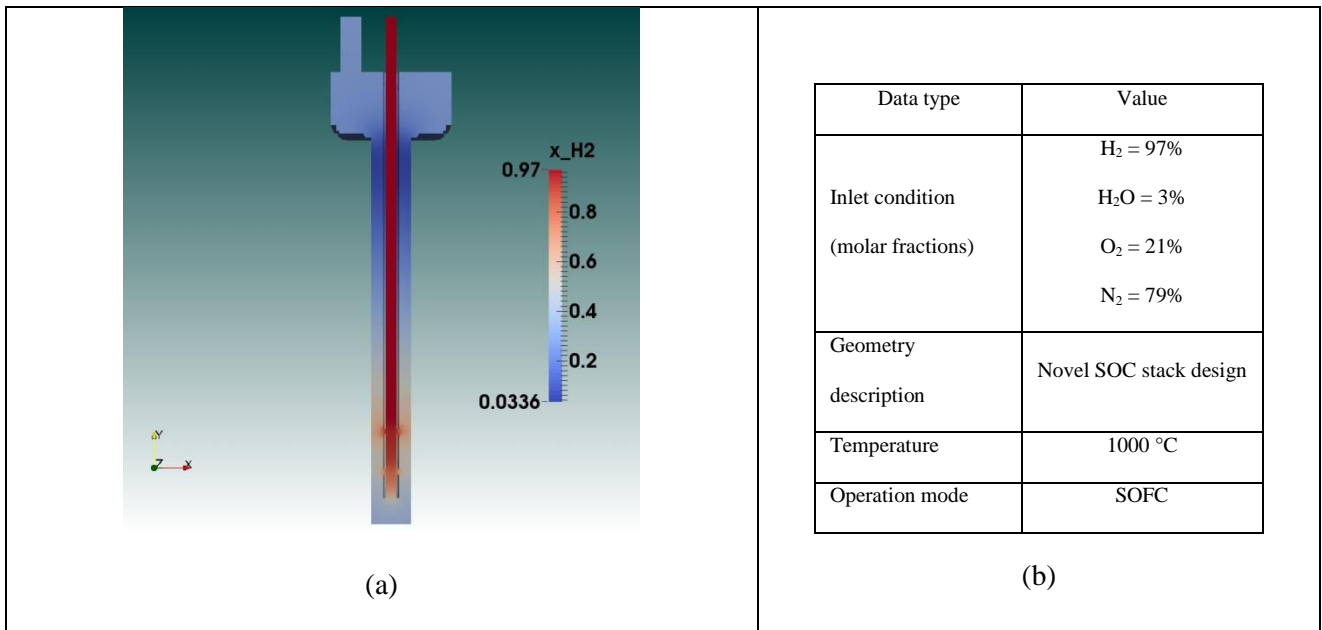 x_H2
0.97
0.8
0.6
0.4
0.2
0.0336
Y
Z X
(a)
Data type Value
Inlet condition
(molar fractions)
H₂ = 97%
H₂O = 3%
O₂ = 21%
N₂ = 79%
Geometry
description
Novel SOC stack design
Temperature 1000 °C
Operation mode SOFC
(b)